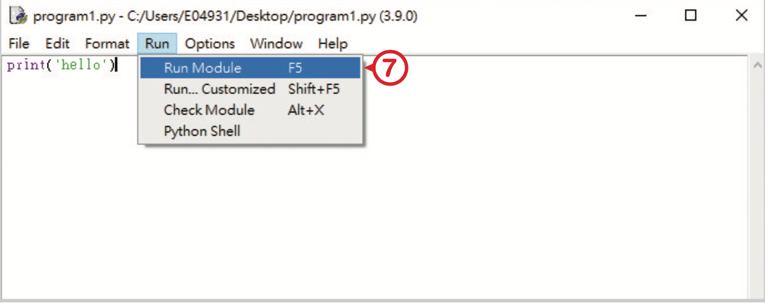 program1.py - C:/Users/E04931/Desktop/program1.py (3.9.0)
File Edit Format Run Options Window Help
print('hello')
Run Module F5
7
Run... Customized Shift+F5
Check Module Alt+X
Python Shell